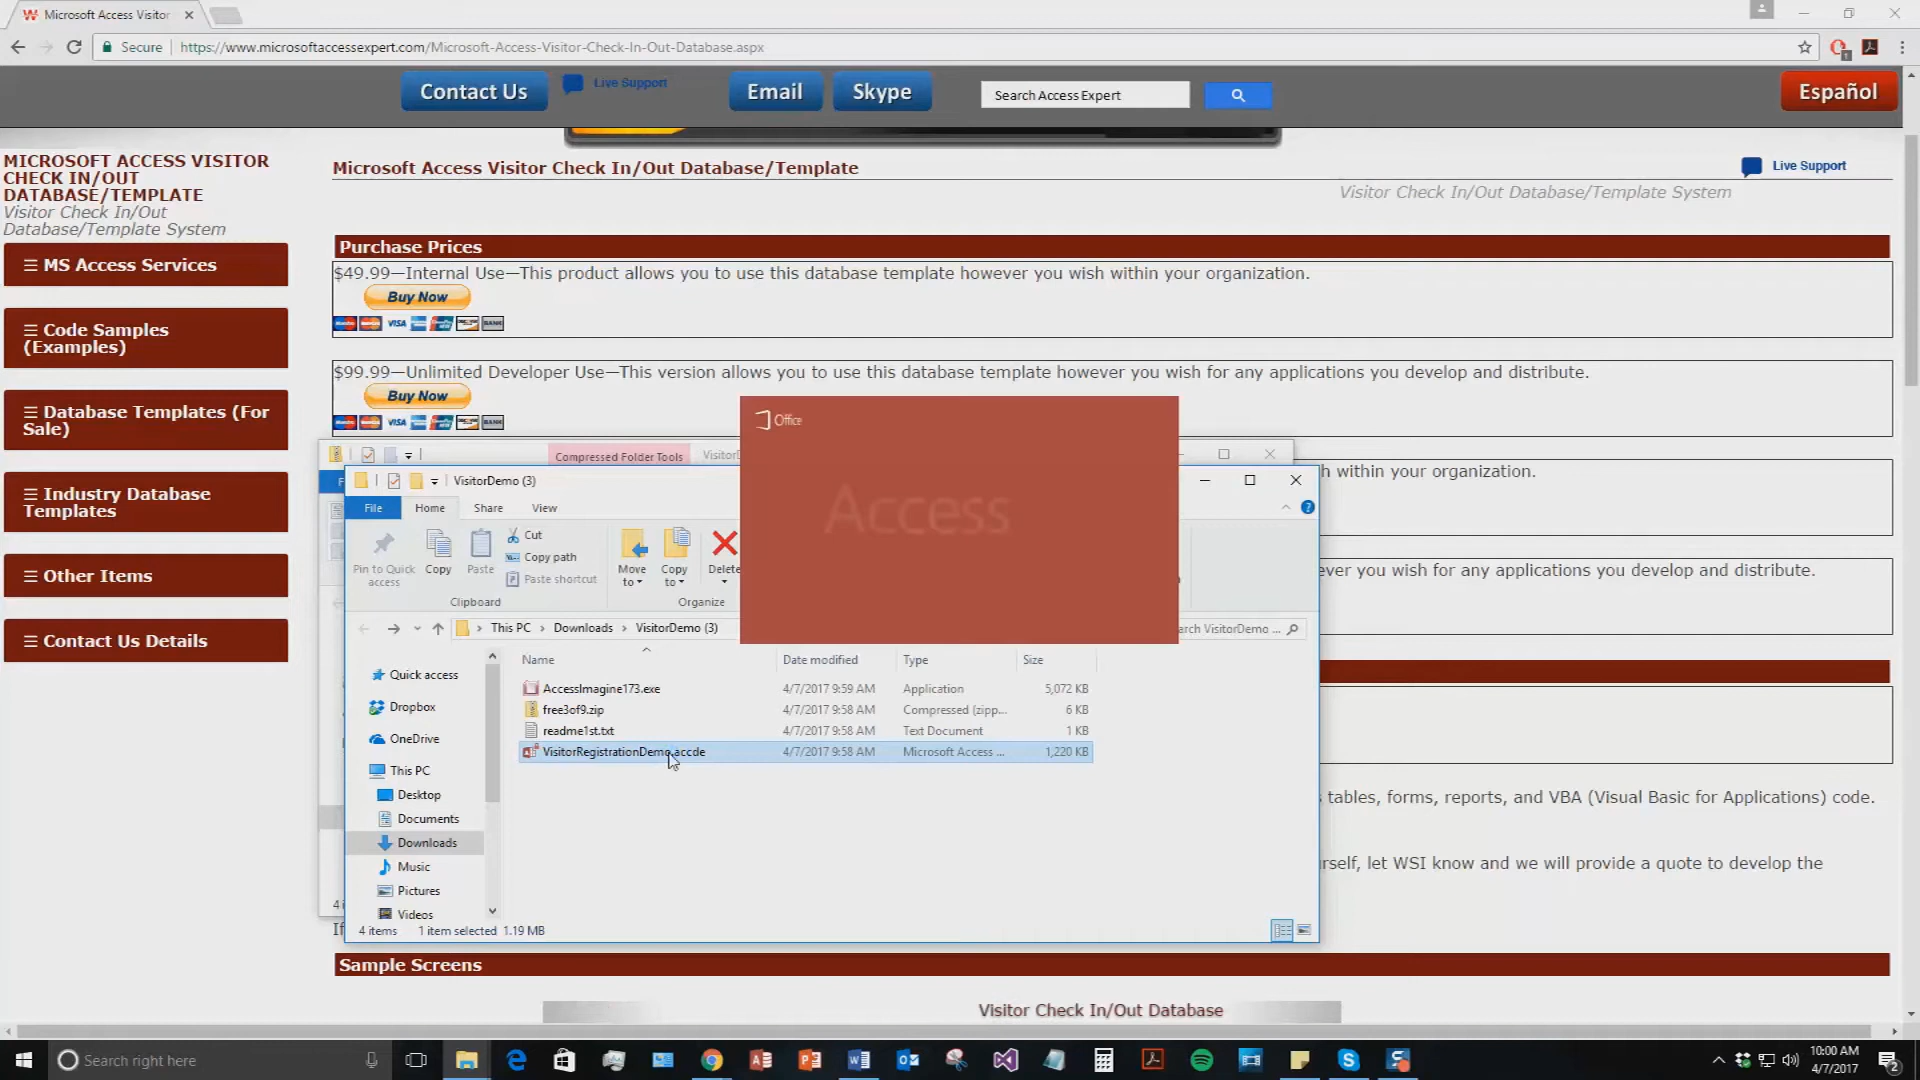 Microsoft Access Visitor
Secure
https://www.microsoftaccessexpert.com/Microsoft-Access-Visitor-Check-In-Out-Database.aspx
Contact Us
Live Support
Email
Skype
Search Access Expert
Español
MICROSOFT ACCESS VISITOR
CHECK IN/OUT
DATABASE/TEMPLATE
Visitor Check In/Out
Database/Template System
☰ MS Access Services
☰ Code Samples
(Examples)
☰ Database Templates (For
Sale)
☰ Industry Database
Templates
☰ Other Items
☰ Contact Us Details
Microsoft Access Visitor Check In/Out Database/Template
Live Support
Visitor Check In/Out Database/Template System
Purchase Prices
$49.99—Internal Use—This product allows you to use this database template however you wish within your organization.
Buy Now
VISA
$99.99—Unlimited Developer Use—This version allows you to use this database template however you wish for any applications you develop and distribute.
Buy Now
VISA
h within your organization.
ever you wish for any applications you develop and distribute.
Compressed Folder Tools
VisitorD
Office
Access
VisitorDemo (3)
File
Home
Share
View
Pin to Quick
access
Copy
Paste
Cut
Copy path
Paste shortcut
Move
to
Copy
to
Delete
Clipboard
Organize
This PC
Downloads
VisitorDemo (3)
arch VisitorDemo ...
Name
Date modified
Type
Size
AccessImagine173.exe
4/7/2017 9:59 AM
Application
5,072 KB
free3of9.zip
4/7/2017 9:58 AM
Compressed (zipp...
6 KB
readme1st.txt
4/7/2017 9:58 AM
Text Document
1 KB
VisitorRegistrationDemo.accde
4/7/2017 9:58 AM
Microsoft Access ...
1,220 KB
Quick access
Dropbox
OneDrive
This PC
Desktop
Documents
Downloads
Music
Pictures
Videos
4 items
1 item selected 1.19 MB
4 i
If
s tables, forms, reports, and VBA (Visual Basic for Applications) code.
rself, let WSI know and we will provide a quote to develop the
Sample Screens
Visitor Check In/Out Database
Search right here
10:00 AM
4/7/2017
2